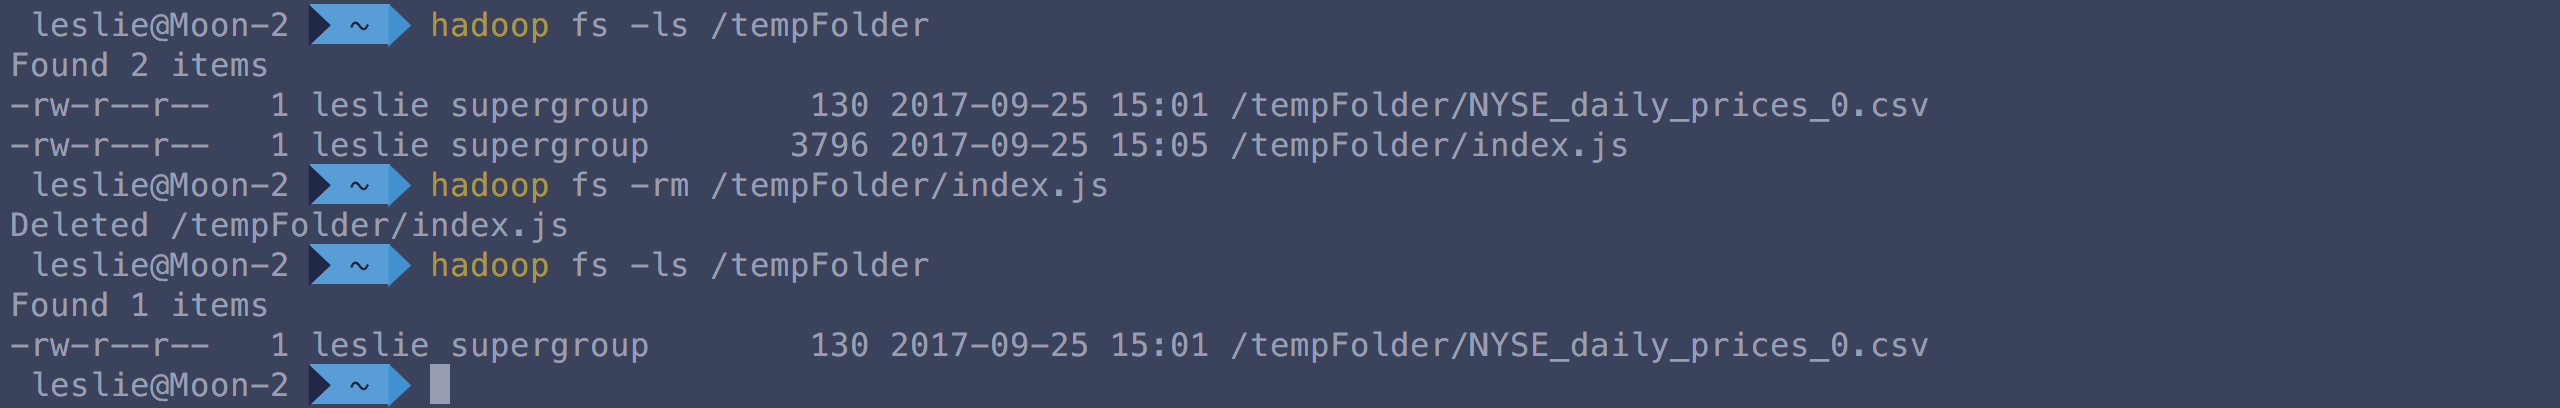 leslie@Moon-2 ~ hadoop fs -ls /tempFolder
Found 2 items
-rw-r--r--   1 leslie supergroup        130 2017-09-25 15:01 /tempFolder/NYSE_daily_prices_0.csv
-rw-r--r--   1 leslie supergroup       3796 2017-09-25 15:05 /tempFolder/index.js
leslie@Moon-2 ~ hadoop fs -rm /tempFolder/index.js
Deleted /tempFolder/index.js
leslie@Moon-2 ~ hadoop fs -ls /tempFolder
Found 1 items
-rw-r--r--   1 leslie supergroup        130 2017-09-25 15:01 /tempFolder/NYSE_daily_prices_0.csv
leslie@Moon-2 ~